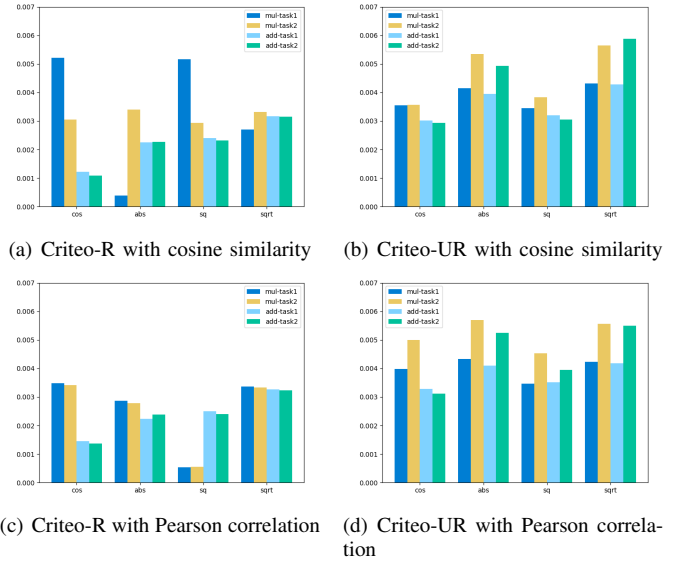 0.007
0.006
0.005
0.004
0.003
0.002
0.001
0.000
mul-task1
mul-task2
add-task1
add-task2
cos abs sq sqrt
(a) Criteo-R with cosine similarity
0.007
0.006
0.005
0.004
0.003
0.002
0.001
0.000
mul-task1
mul-task2
add-task1
add-task2
cos abs sq sqrt
(b) Criteo-UR with cosine similarity
0.007
0.006
0.005
0.004
0.003
0.002
0.001
0.000
mul-task1
mul-task2
add-task1
add-task2
cos abs sq sqrt
(c) Criteo-R with Pearson correlation
0.007
0.006
0.005
0.004
0.003
0.002
0.001
0.000
mul-task1
mul-task2
add-task1
add-task2
cos abs sq sqrt
(d) Criteo-UR with Pearson correla-
tion